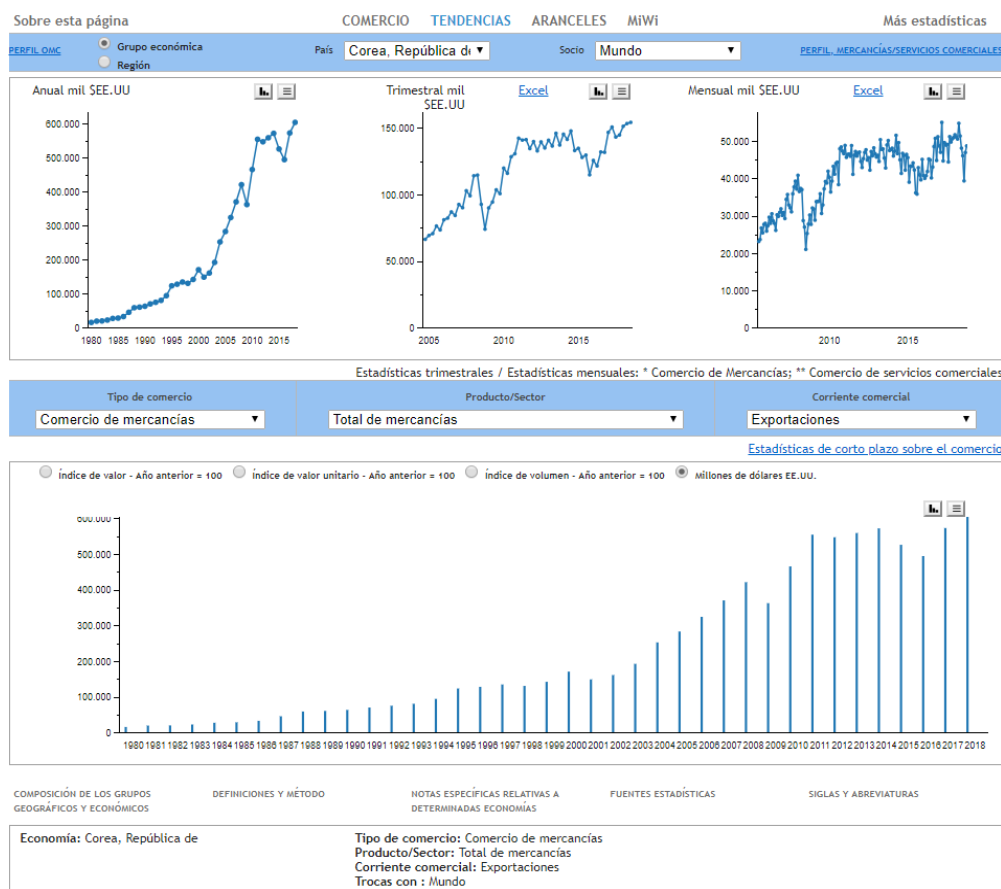 Sobre esta página COMERCIO TENDENCIAS ARANCELES MiWi Más estadísticas
PERFIL OMC Grupo económica País Corea, República de Socio Mundo PERFIL, MERCANCÍAS/SERVICIOS COMERCIALES
Región
Anual mil $EE.UU Trimestral mil $EE.UU Excel Mensual mil $EE.UU Excel
600.000
500.000
400.000
300.000
200.000
100.000
0
1980 1985 1990 1995 2000 2005 2010 2015
150.000
100.000
50.000
0
2005 2010 2015
50.000
40.000
30.000
20.000
10.000
0
2010 2015
Estadísticas trimestrales / Estadísticas mensuales: * Comercio de Mercancías; ** Comercio de servicios comerciales
Tipo de comercio Producto/Sector Corriente comercial
Comercio de mercancías Total de mercancías Exportaciones
Estadísticas de corto plazo sobre el comercio
Índice de valor - Año anterior = 100 Índice de valor unitario - Año anterior = 100 Índice de volumen - Año anterior = 100 Millones de dólares EE.UU.
600.000
500.000
400.000
300.000
200.000
100.000
0
1980 1981 1982 1983 1984 1985 1986 1987 1988 1989 1990 1991 1992 1993 1994 1995 1996 1997 1998 1999 2000 2001 2002 2003 2004 2005 2006 2007 2008 2009 2010 2011 2012 2013 2014 2015 2016 2017 2018
COMPOSICIÓN DE LOS GRUPOS GEOGRÁFICOS Y ECONÓMICOS DEFINICIONES Y MÉTODO NOTAS ESPECÍFICAS RELATIVAS A DETERMINADAS ECONOMÍAS FUENTES ESTADÍSTICAS SIGLAS Y ABREVIATURAS
Economía: Corea, República de Tipo de comercio: Comercio de mercancías
Producto/Sector: Total de mercancías
Corriente comercial: Exportaciones
Trocas con : Mundo